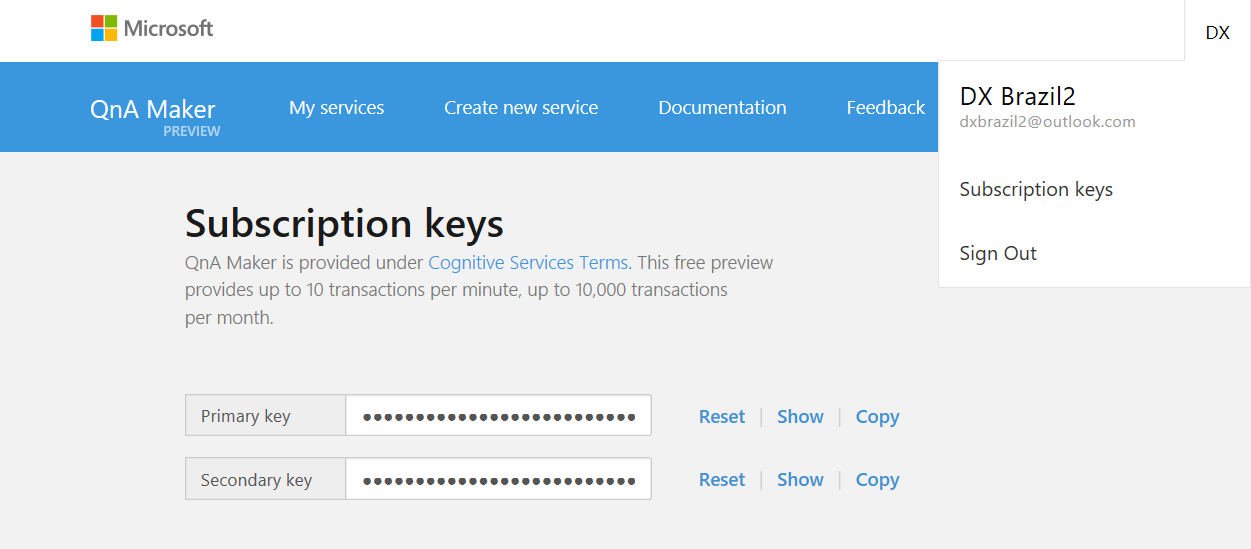 Microsoft
DX
QnA Maker
PREVIEW
My services
Create new service
Documentation
Feedback
DX Brazil2
dxbrazil2@outlook.com
Subscription keys
Sign Out
Subscription keys
QnA Maker is provided under Cognitive Services Terms. This free preview
provides up to 10 transactions per minute, up to 10,000 transactions
per month.
Primary key ●●●●●●●●●●●●●●●●●●●●●●●●●● Reset | Show | Copy
Secondary key ●●●●●●●●●●●●●●●●●●●●●●●●●● Reset | Show | Copy